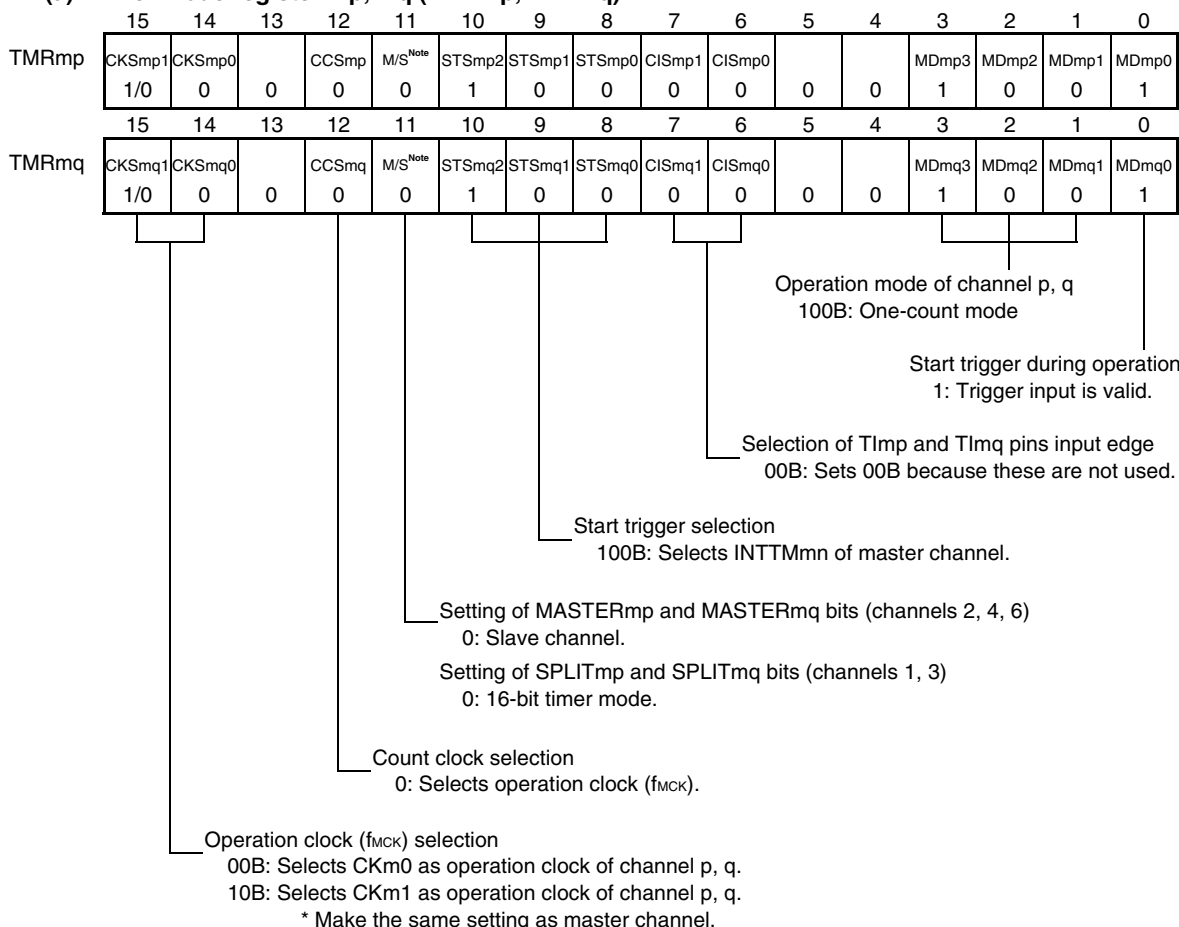 15 14 13 12 11 10 9 8 7 6 5 4 3 2 1 0
TMRmp CKSmp1 CKSmp0 CCSmp M/SNote STSmp2 STSmp1 STSmp0 CISmp1 CISmp0 MDmp3 MDmp2 MDmp1 MDmp0
1/0 0 0 0 0 1 0 0 0 0 0 0 1 0 0 1
15 14 13 12 11 10 9 8 7 6 5 4 3 2 1 0
TMRmq CKSmq1 CKSmq0 CCSmq M/SNote STSmq2 STSmq1 STSmq0 CISmq1 CISmq0 MDmq3 MDmq2 MDmq1 MDmq0
1/0 0 0 0 0 1 0 0 0 0 0 0 1 0 0 1
Operation mode of channel p, q
100B: One-count mode
Start trigger during operation
1: Trigger input is valid.
Selection of TImp and TImq pins input edge
00B: Sets 00B because these are not used.
Start trigger selection
100B: Selects INTTMmn of master channel.
Setting of MASTERmp and MASTERmq bits (channels 2, 4, 6)
0: Slave channel.
Setting of SPLITmp and SPLITmq bits (channels 1, 3)
0: 16-bit timer mode.
Count clock selection
0: Selects operation clock (fMCK).
Operation clock (fMCK) selection
00B: Selects CKm0 as operation clock of channel p, q.
10B: Selects CKm1 as operation clock of channel p, q.
* Make the same setting as master channel.